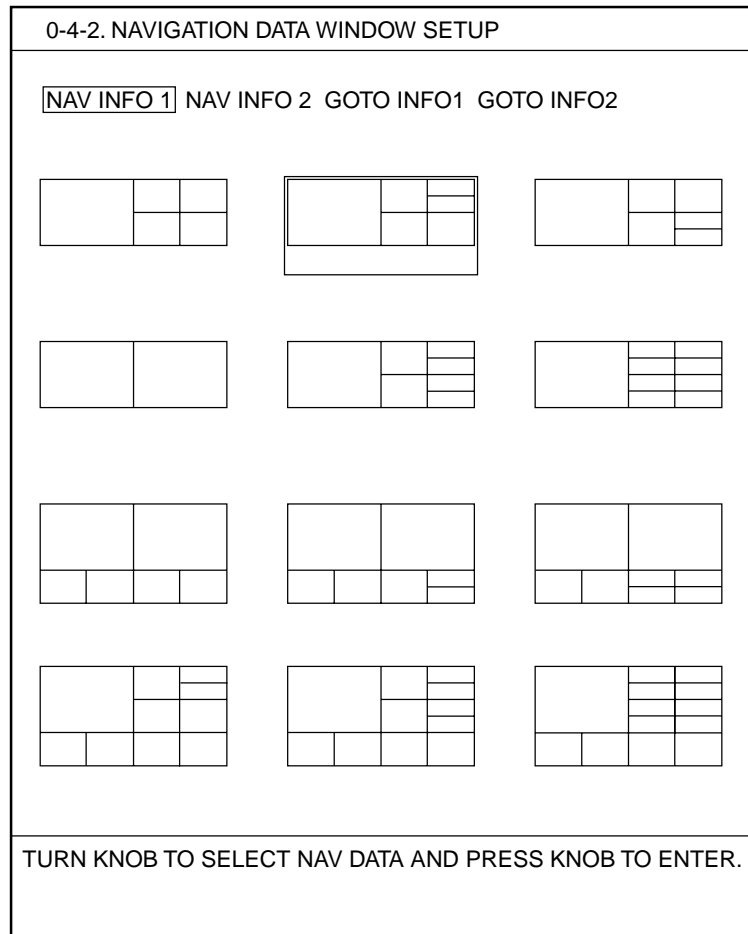 0-4-2. NAVIGATION DATA WINDOW SETUP
NAV INFO 1 NAV INFO 2 GOTO INFO1 GOTO INFO2
TURN KNOB TO SELECT NAV DATA AND PRESS KNOB TO ENTER.